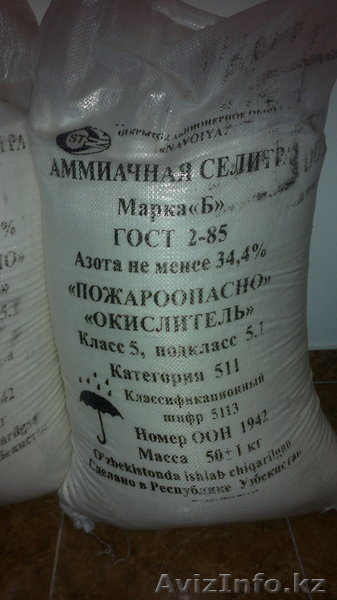 ST
«NAVOIYA
АММИАЧНАЯ СЕЛИТРА
Марка «Б»
ГОСТ 2-85
Азота не менее 34,4%
«ПОЖАРООПАСНО»
«ОКИСЛИТЕЛЬ»
Класс 5, подкласс 5.1
Категория 511
Классификационный
шифр 5113
Номер ООН 1942
Масса 50±1 кг
O'zbekistonda ishlab chiqarilgan
Сделано в Республике Узбекистан
AvizInfo.kz